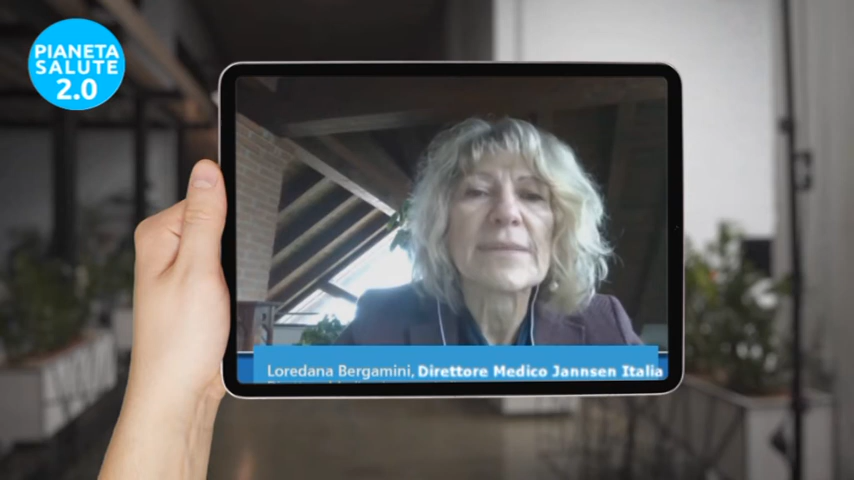 PIANETA
SALUTE
2.0
Loredana Bergamini, Direttore Medico Jannsen Italia